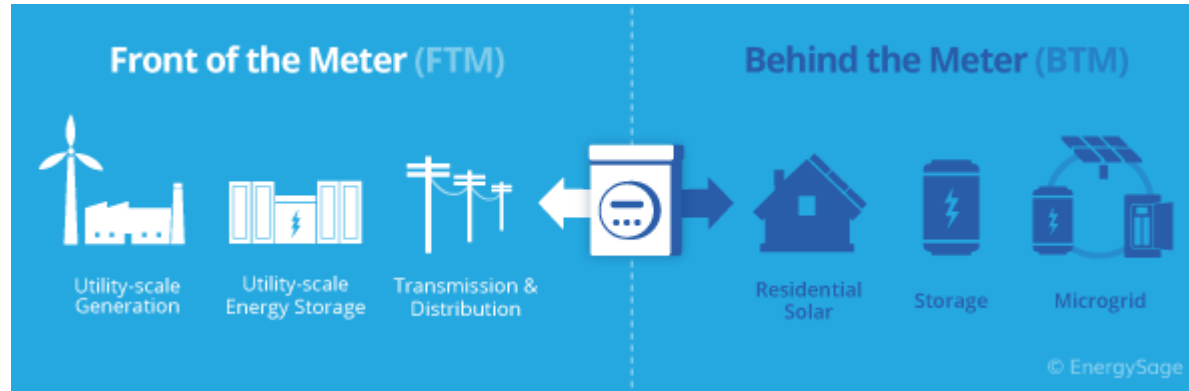 Front of the Meter (FTM)
Behind the Meter (BTM)
Utility-scale
Generation
Utility-scale
Energy Storage
Transmission &
Distribution
Residential
Solar
Storage
Microgrid
© EnergySage